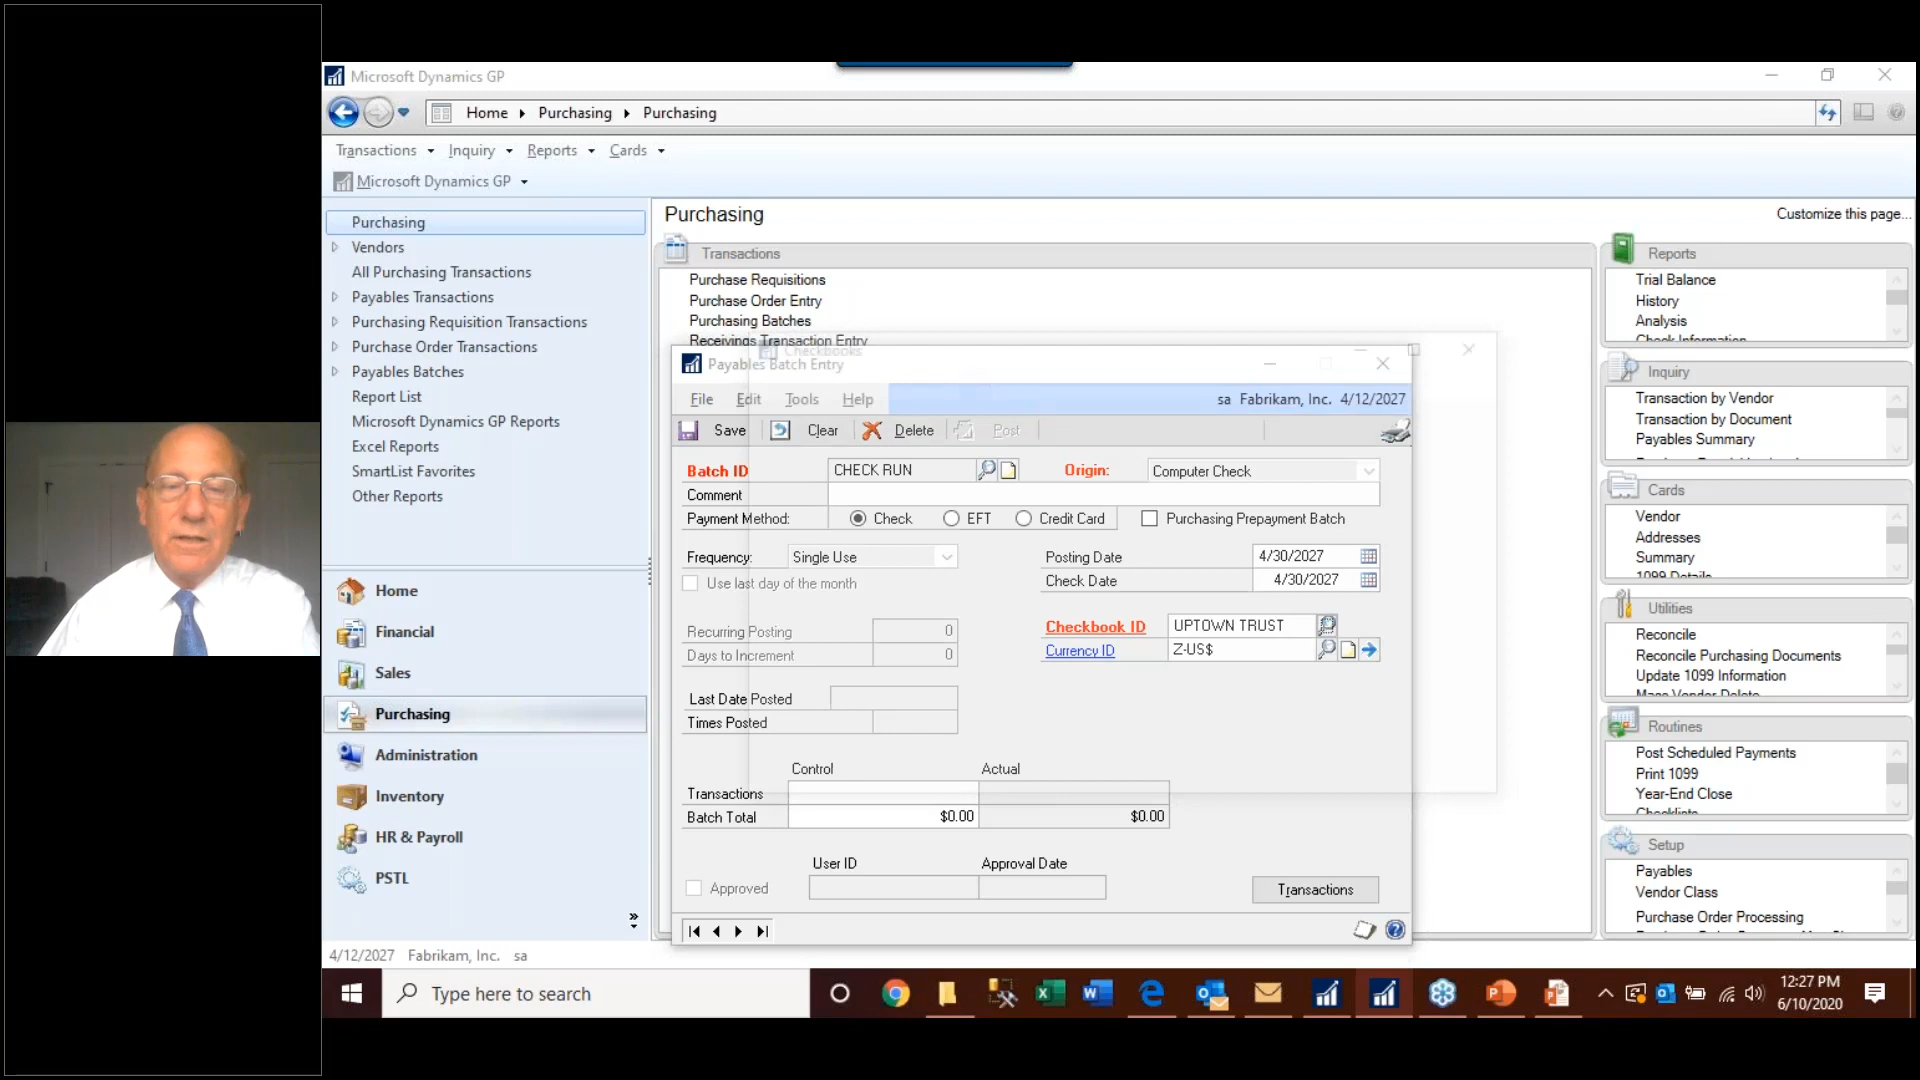 Microsoft Dynamics GP
Home Purchasing Purchasing
Transactions Inquiry Reports Cards
Microsoft Dynamics GP
Purchasing
Vendors
All Purchasing Transactions
Payables Transactions
Purchasing Requisition Transactions
Purchase Order Transactions
Payables Batches
Report List
Microsoft Dynamics GP Reports
Excel Reports
SmartList Favorites
Other Reports
Home
Financial
Sales
Purchasing
Administration
Inventory
HR & Payroll
PSTL
4/12/2027 Fabrikam, Inc. sa
Purchasing
Customize this page...
Transactions
Purchase Requisitions
Purchase Order Entry
Purchasing Batches
Receivings Transaction Entry
Checkbooks
Payables Batch Entry
File Edit Tools Help
sa Fabrikam, Inc. 4/12/2027
Save Clear Delete Post
Batch ID CHECK RUN Origin: Computer Check
Comment
Payment Method: Check EFT Credit Card Purchasing Prepayment Batch
Frequency: Single Use Posting Date 4/30/2027
Use last day of the month Check Date 4/30/2027
Recurring Posting 0 Checkbook ID UPTOWN TRUST
Days to Increment 0 Currency ID Z-US$
Last Date Posted
Times Posted
Control Actual
Transactions
Batch Total $0.00 $0.00
User ID Approval Date
Approved
Transactions
Reports
Trial Balance
History
Analysis
Check Information
Inquiry
Transaction by Vendor
Transaction by Document
Payables Summary
Cards
Vendor
Addresses
Summary
1099 Details
Utilities
Reconcile
Reconcile Purchasing Documents
Update 1099 Information
Mass Vendor Delete
Routines
Post Scheduled Payments
Print 1099
Year-End Close
Checklists
Setup
Payables
Vendor Class
Purchase Order Processing
Type here to search
12:27 PM
6/10/2020